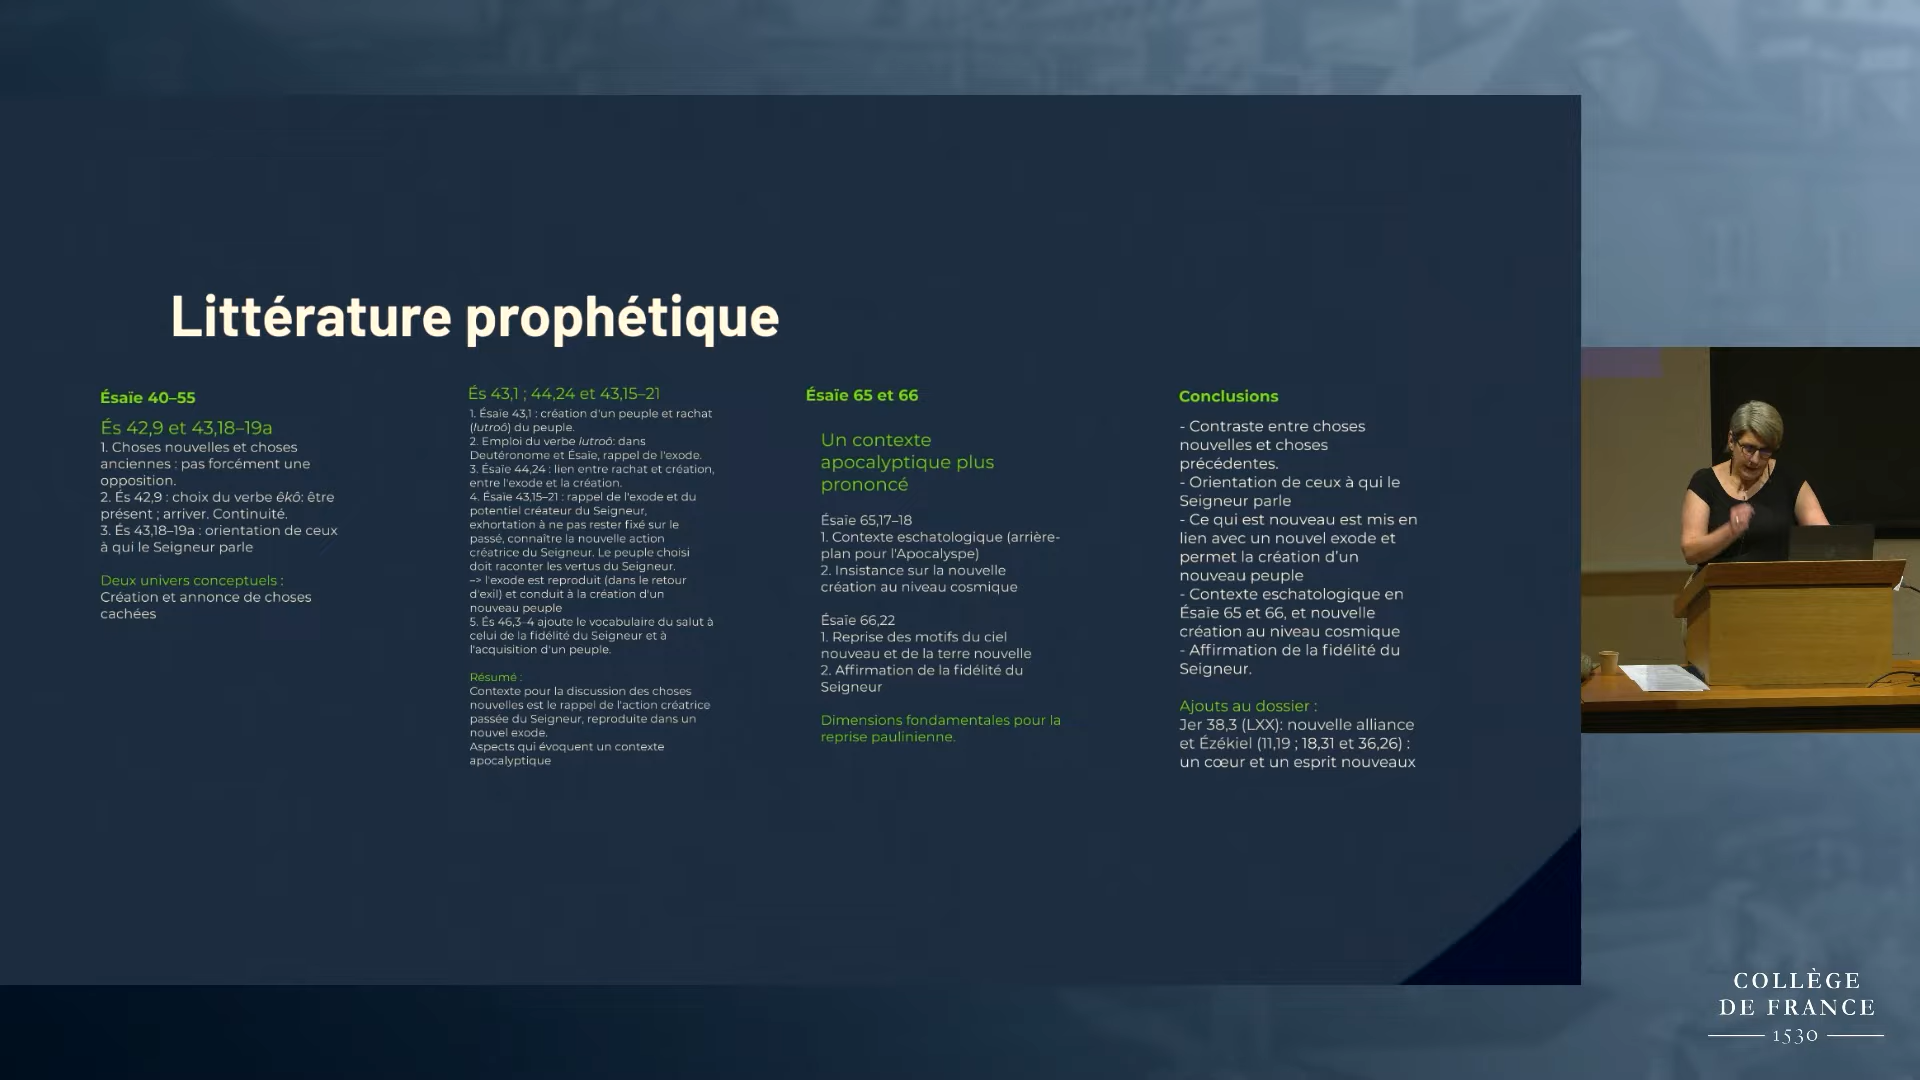 Littérature prophétique
Ésaïe 40–55
És 42,9 et 43,18–19a
1. Choses nouvelles et choses
anciennes : pas forcément une
opposition.
2. És 42,9 : choix du verbe êkô: être
présent ; arriver. Continuité.
3. És 43,18–19a : orientation de ceux
à qui le Seigneur parle
Deux univers conceptuels :
Création et annonce de choses
cachées
És 43,1 ; 44,24 et 43,15–21
1. Ésaïe 43,1 : création d'un peuple et rachat
(lutroô) du peuple.
2. Emploi du verbe lutroô: dans
Deutéronome et Ésaïe, rappel de l'exode.
3. Ésaïe 44,24 : lien entre rachat et création,
entre l'exode et la création.
4. Ésaïe 43,15–21 : rappel de l'exode et du
potentiel créateur du Seigneur,
exhortation à ne pas rester fixé sur le
passé, connaître la nouvelle action
créatrice du Seigneur. Le peuple choisi
doit raconter les vertus du Seigneur.
–> l'exode est reproduit (dans le retour
d'exil) et conduit à la création d'un
nouveau peuple
5. És 46,3–4 ajoute le vocabulaire du salut à
celui de la fidélité du Seigneur et à
l'acquisition d'un peuple.
Résumé :
Contexte pour la discussion des choses
nouvelles est le rappel de l'action créatrice
passée du Seigneur, reproduite dans un
nouvel exode.
Aspects qui évoquent un contexte
apocalyptique
Ésaïe 65 et 66
Un contexte
apocalyptique plus
prononcé
Ésaïe 65,17–18
1. Contexte eschatologique (arrière-
plan pour l'Apocalyspe)
2. Insistance sur la nouvelle
création au niveau cosmique
Ésaïe 66,22
1. Reprise des motifs du ciel
nouveau et de la terre nouvelle
2. Affirmation de la fidélité du
Seigneur
Dimensions fondamentales pour la
reprise paulinienne.
Conclusions
- Contraste entre choses
nouvelles et choses
précédentes.
- Orientation de ceux à qui le
Seigneur parle
- Ce qui est nouveau est mis en
lien avec un nouvel exode et
permet la création d'un
nouveau peuple
- Contexte eschatologique en
Ésaïe 65 et 66, et nouvelle
création au niveau cosmique
- Affirmation de la fidélité du
Seigneur.
Ajouts au dossier :
Jer 38,3 (LXX): nouvelle alliance
et Ézékiel (11,19 ; 18,31 et 36,26) :
un cœur et un esprit nouveaux
COLLÈGE
DE FRANCE
1530